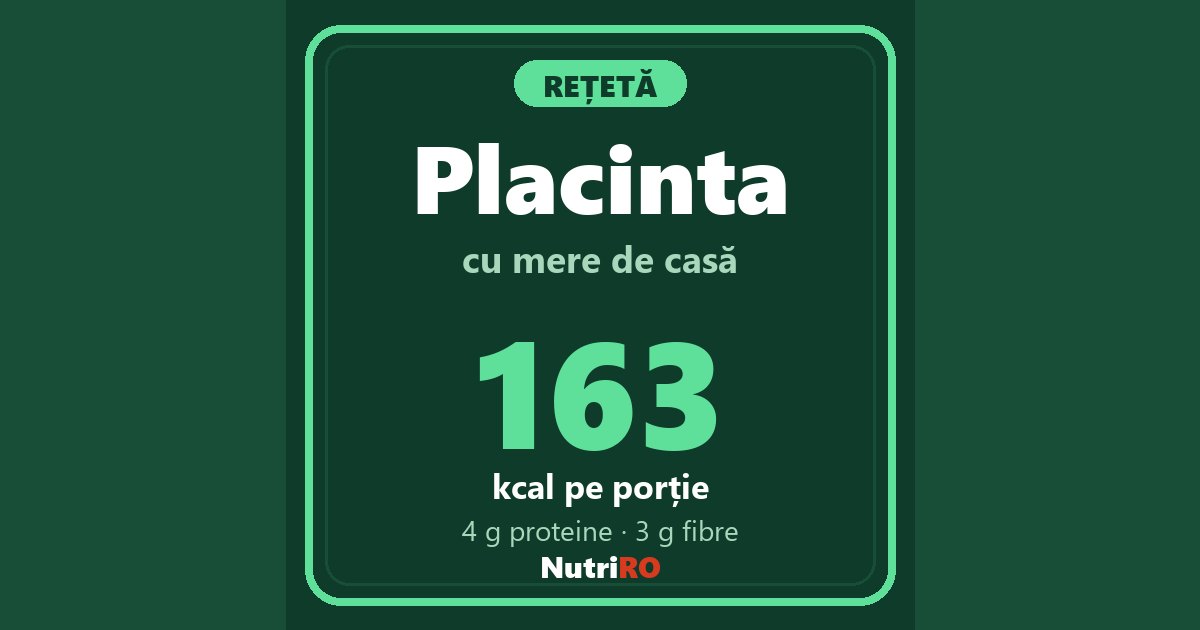 REȚETĂ
Placinta
cu mere de casă
163
kcal pe porție
4 g proteine · 3 g fibre
NutriRO